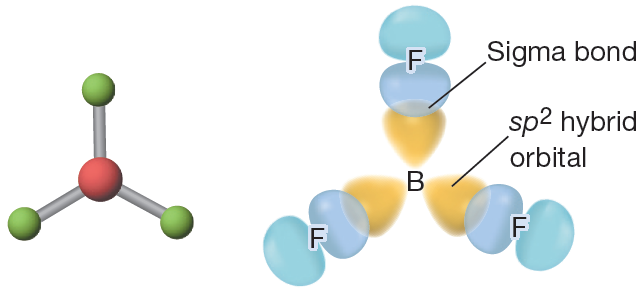 F
Sigma bond
sp² hybrid
orbital
B
F
F